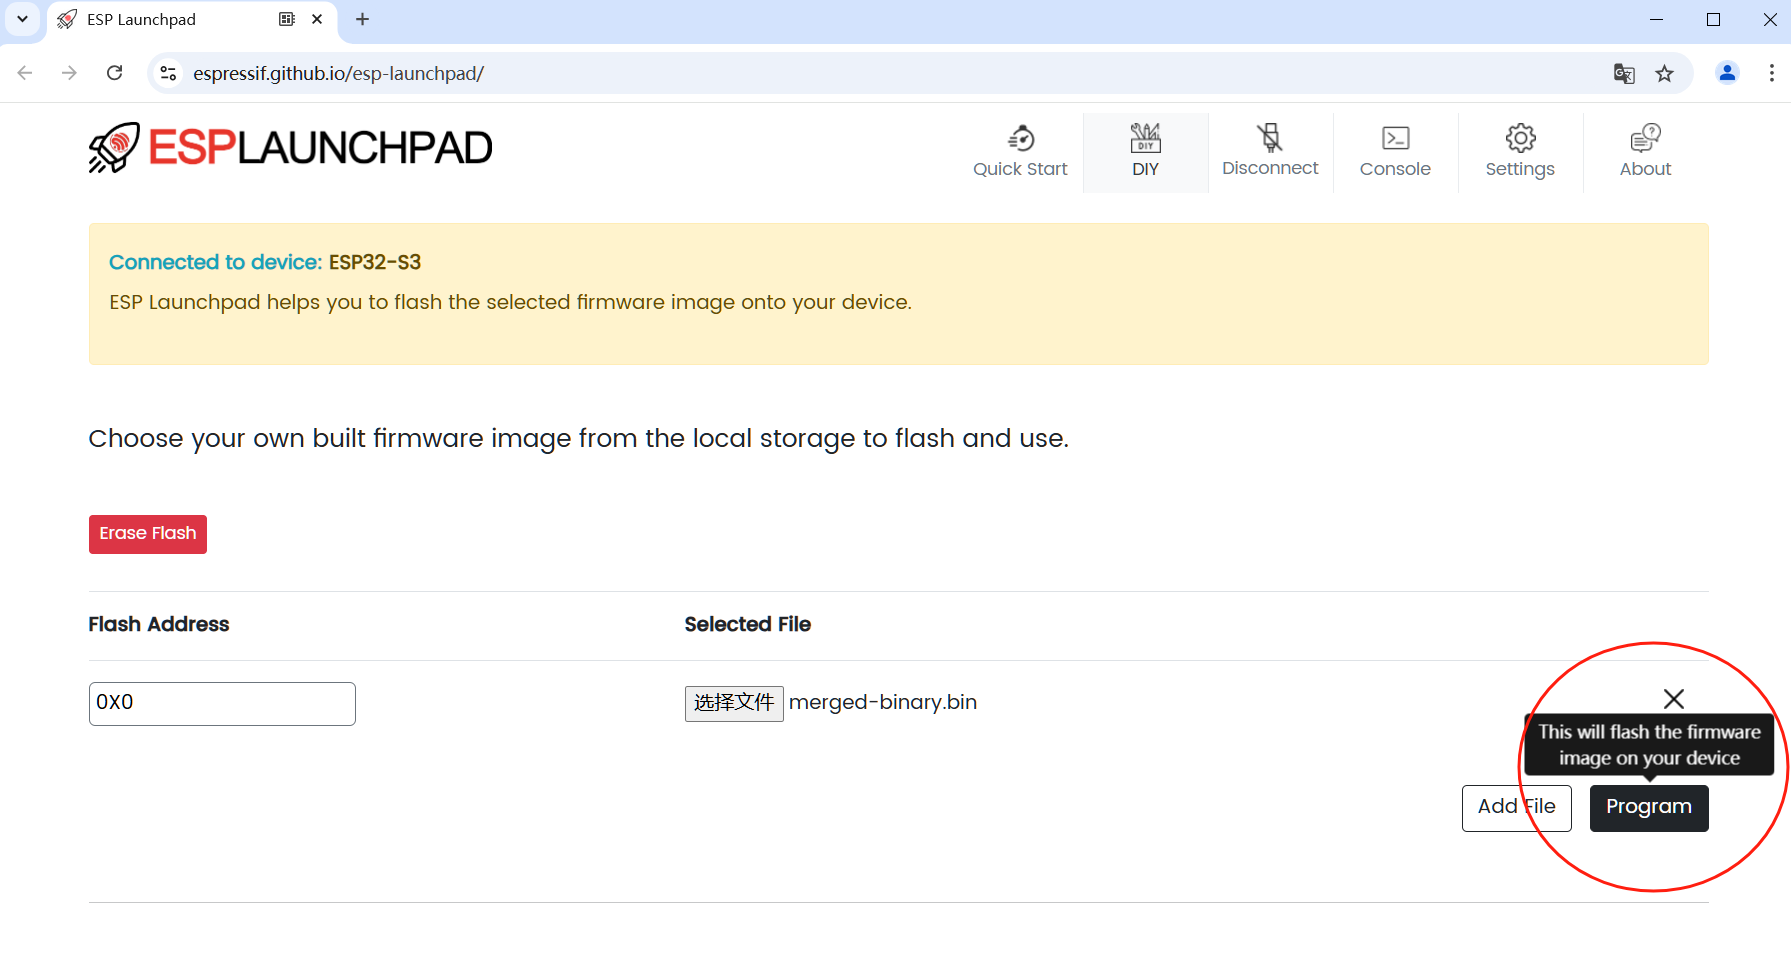 ESP Launchpad
espressif.github.io/esp-launchpad/
ESPLAUNCHPAD
Quick Start
DIY
DIY
Disconnect
Console
Settings
About
Connected to device: ESP32-S3
ESP Launchpad helps you to flash the selected firmware image onto your device.
Choose your own built firmware image from the local storage to flash and use.
Erase Flash
Flash Address
Selected File
0X0
选择文件 merged-binary.bin
This will flash the firmware
image on your device
Add File
Program